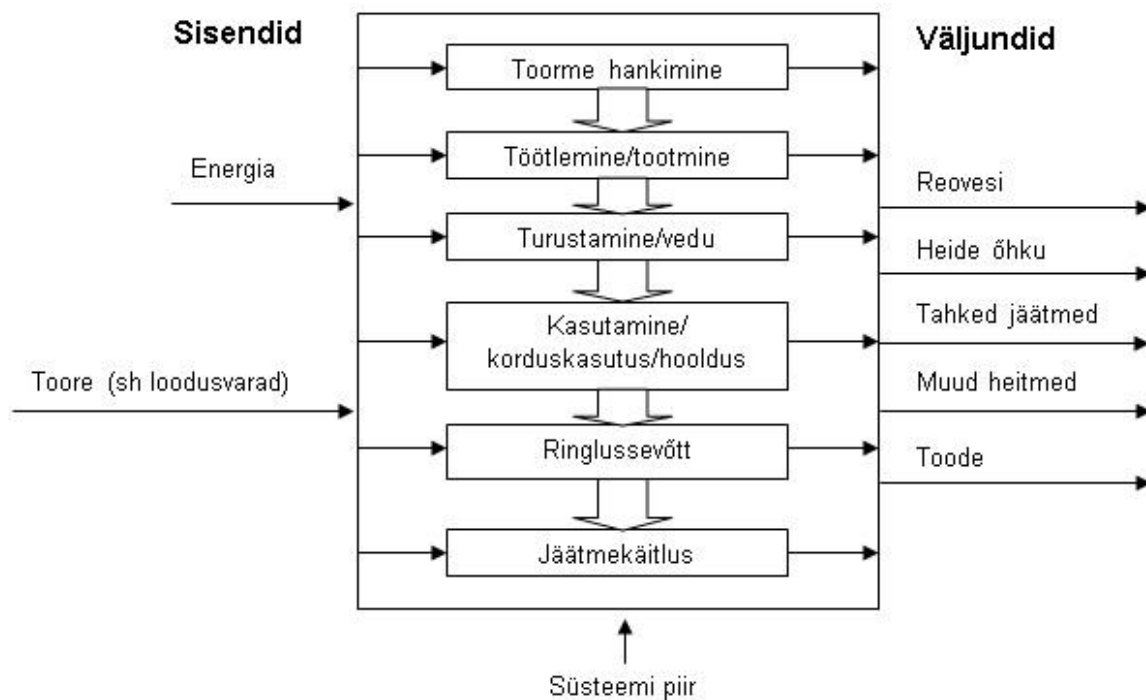 Sisendid
Väljundid
Toorme hankimine
Töötlemine/tootmine
Energia
Reovesi
Turustamine/vedu
Heide õhku
Kasutamine/
korduskasutus/hooldus
Tahked jäätmed
Toore (sh loodusvarad)
Muud heitmed
Ringlussevõtt
Toode
Jäätmekäitlus
Süsteemi piir